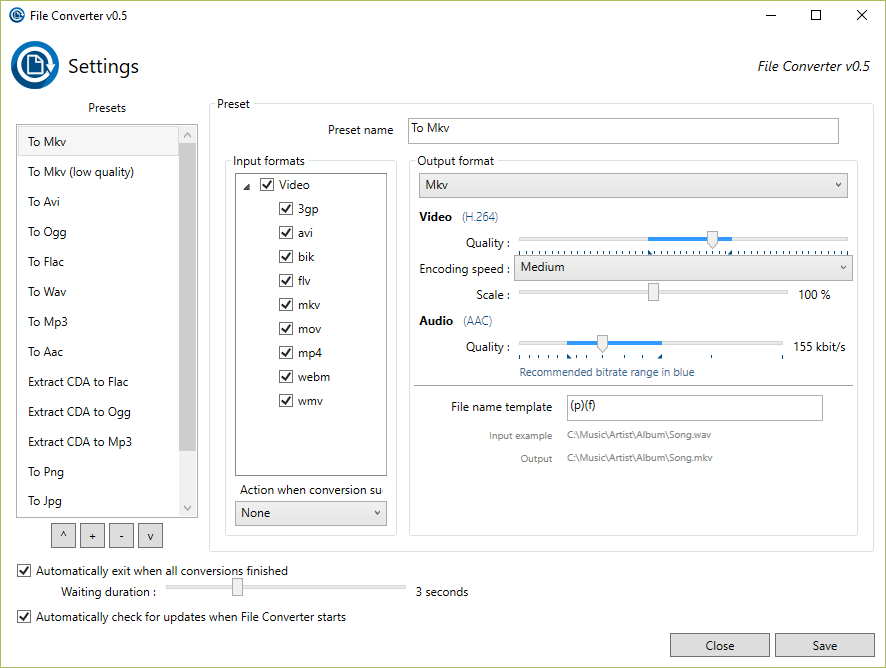 File Converter v0.5
Settings
File Converter v0.5
Presets
To Mkv
To Mkv (low quality)
To Avi
To Ogg
To Flac
To Wav
To Mp3
To Aac
Extract CDA to Flac
Extract CDA to Ogg
Extract CDA to Mp3
To Png
To Jpg
^ + - v
Preset
Preset name To Mkv
Input formats
Video
3gp
avi
bik
flv
mkv
mov
mp4
webm
wmv
Action when conversion su
None
Output format
Mkv
Video (H.264)
Quality :
Encoding speed : Medium
Scale : 100 %
Audio (AAC)
Quality : 155 kbit/s
Recommended bitrate range in blue
File name template (p)(f)
Input example C:\Music\Artist\Album\Song.wav
Output C:\Music\Artist\Album\Song.mkv
Automatically exit when all conversions finished
Waiting duration : 3 seconds
Automatically check for updates when File Converter starts
Close Save